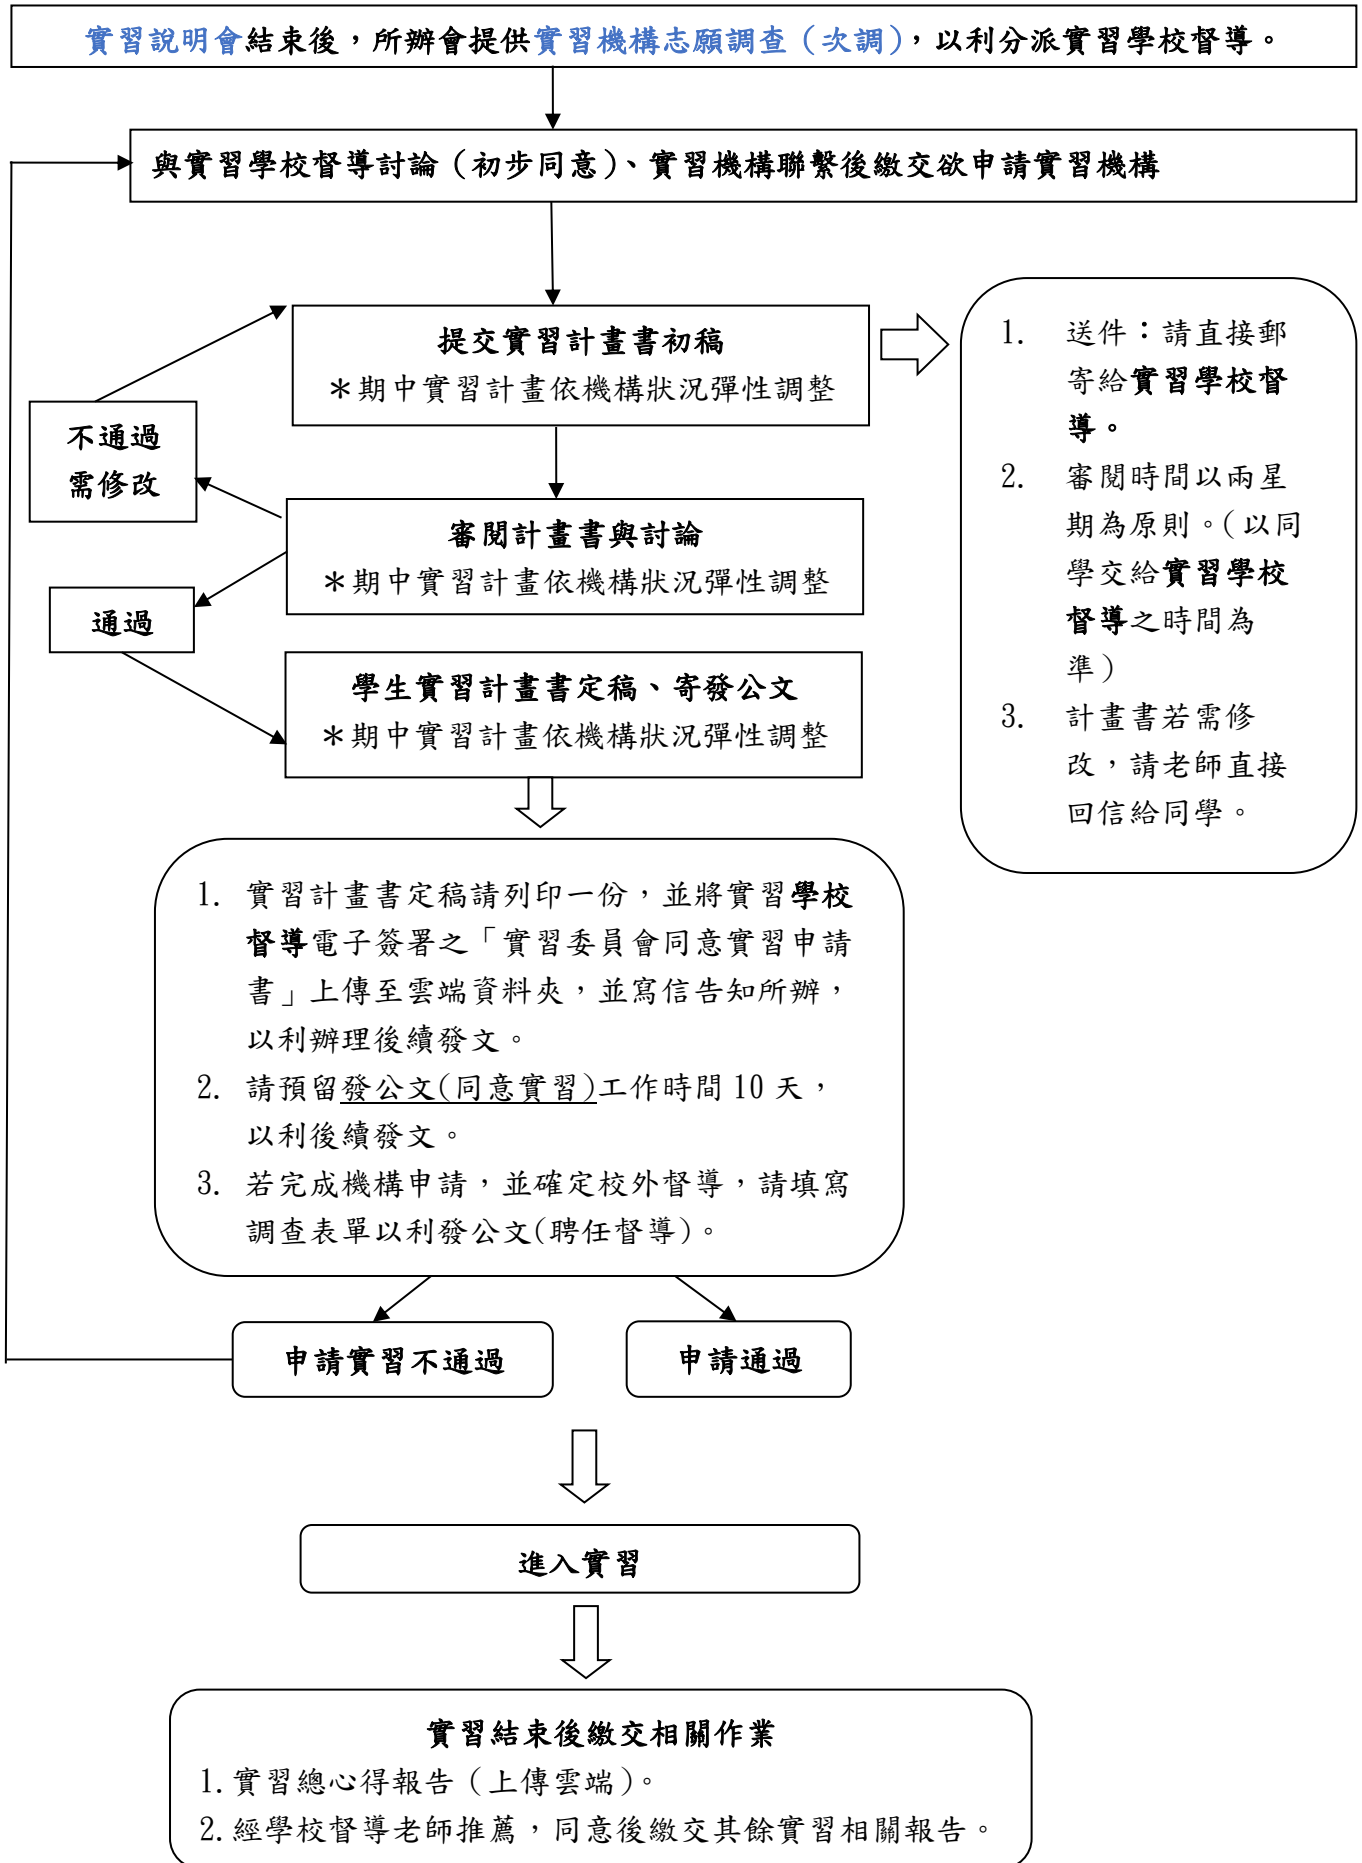 實習說明會結束後，所辦會提供實習機構志願調查（次調），以利分派實習學校督導。
與實習學校督導討論（初步同意）、實習機構聯繫後繳交欲申請實習機構
提交實習計畫書初稿
＊期中實習計畫依機構狀況彈性調整
不通過
需修改
審閱計畫書與討論
＊期中實習計畫依機構狀況彈性調整
通過
學生實習計畫書定稿、寄發公文
＊期中實習計畫依機構狀況彈性調整
1. 送件：請直接郵
寄給實習學校督
導。
2. 審閱時間以兩星
期為原則。（以同
學交給實習學校
督導之時間為
準）
3. 計畫書若需修
改，請老師直接
回信給同學。
1. 實習計畫書定稿請列印一份，並將實習學校
督導電子簽署之「實習委員會同意實習申請
書」上傳至雲端資料夾，並寫信告知所辦，
以利辦理後續發文。
2. 請預留發公文(同意實習)工作時間 10 天，
以利後續發文。
3. 若完成機構申請，並確定校外督導，請填寫
調查表單以利發公文(聘任督導)。
申請實習不通過
申請通過
進入實習
實習結束後繳交相關作業
1.實習總心得報告（上傳雲端）。
2.經學校督導老師推薦，同意後繳交其餘實習相關報告。